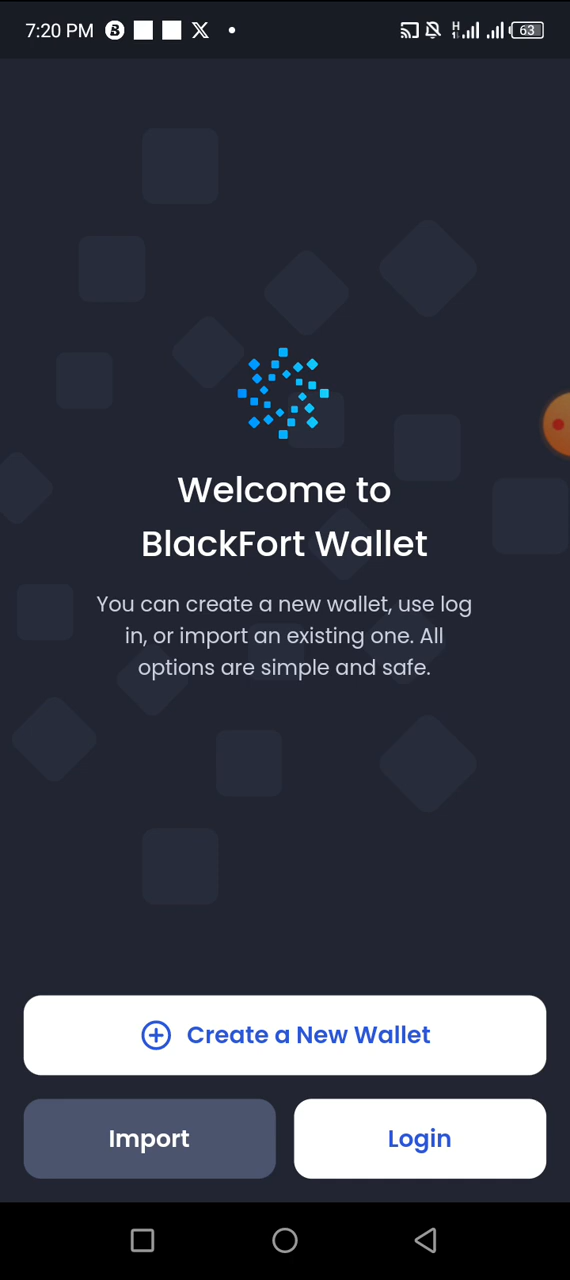 7:20 PM
63
Welcome to
BlackFort Wallet
You can create a new wallet, use log
in, or import an existing one. All
options are simple and safe.
Create a New Wallet
Import
Login